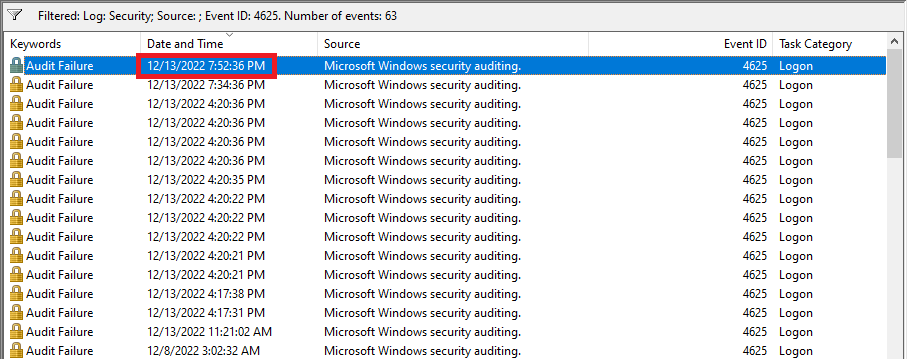 Filtered: Log: Security; Source: ; Event ID: 4625. Number of events: 63
Keywords Date and Time Source Event ID Task Category
Audit Failure 12/13/2022 7:52:36 PM Microsoft Windows security auditing. 4625 Logon
Audit Failure 12/13/2022 7:34:36 PM Microsoft Windows security auditing. 4625 Logon
Audit Failure 12/13/2022 4:20:36 PM Microsoft Windows security auditing. 4625 Logon
Audit Failure 12/13/2022 4:20:36 PM Microsoft Windows security auditing. 4625 Logon
Audit Failure 12/13/2022 4:20:36 PM Microsoft Windows security auditing. 4625 Logon
Audit Failure 12/13/2022 4:20:36 PM Microsoft Windows security auditing. 4625 Logon
Audit Failure 12/13/2022 4:20:35 PM Microsoft Windows security auditing. 4625 Logon
Audit Failure 12/13/2022 4:20:22 PM Microsoft Windows security auditing. 4625 Logon
Audit Failure 12/13/2022 4:20:22 PM Microsoft Windows security auditing. 4625 Logon
Audit Failure 12/13/2022 4:20:22 PM Microsoft Windows security auditing. 4625 Logon
Audit Failure 12/13/2022 4:20:21 PM Microsoft Windows security auditing. 4625 Logon
Audit Failure 12/13/2022 4:20:21 PM Microsoft Windows security auditing. 4625 Logon
Audit Failure 12/13/2022 4:17:38 PM Microsoft Windows security auditing. 4625 Logon
Audit Failure 12/13/2022 4:17:31 PM Microsoft Windows security auditing. 4625 Logon
Audit Failure 12/13/2022 11:21:02 AM Microsoft Windows security auditing. 4625 Logon
Audit Failure 12/8/2022 3:02:32 AM Microsoft Windows security auditing. 4625 Logon